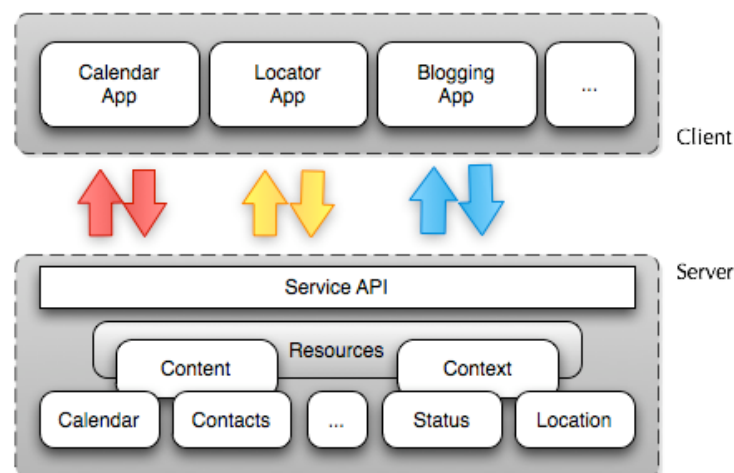 Calendar
App
Locator
App
Blogging
App
...
Client
Server
Service API
Resources
Content
Context
Calendar
Contacts
...
Status
Location